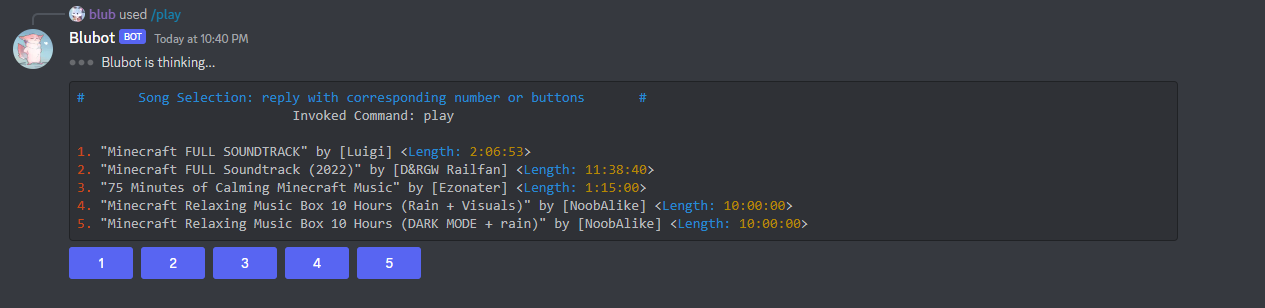 blub used /play
Blubot BOT Today at 10:40 PM
Blubot is thinking...
# Song Selection: reply with corresponding number or buttons #
Invoked Command: play
1. "Minecraft FULL SOUNDTRACK" by [Luigi] <Length: 2:06:53>
2. "Minecraft FULL Soundtrack (2022)" by [D&RGW Railfan] <Length: 11:38:40>
3. "75 Minutes of Calming Minecraft Music" by [Ezonater] <Length: 1:15:00>
4. "Minecraft Relaxing Music Box 10 Hours (Rain + Visuals)" by [NoobAlike] <Length: 10:00:00>
5. "Minecraft Relaxing Music Box 10 Hours (DARK MODE + rain)" by [NoobAlike] <Length: 10:00:00>
1 2 3 4 5